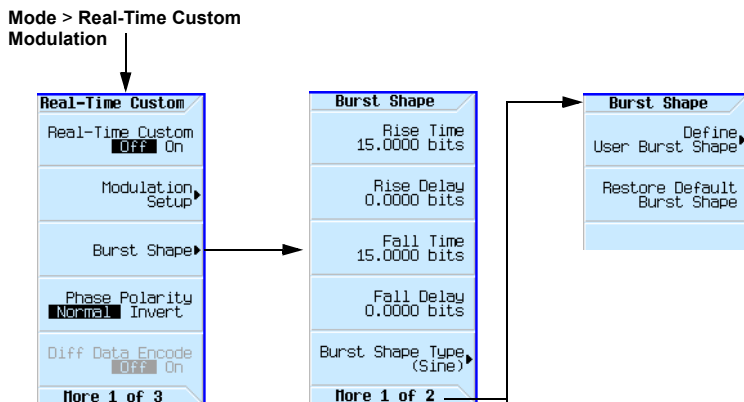 Mode > Real-Time Custom
Modulation
Real-Time Custom
Real-Time Custom
Off On
Modulation
Setup
Burst Shape
Phase Polarity
Normal Invert
Diff Data Encode
Off On
More 1 of 3
Burst Shape
Rise Time
15.0000 bits
Rise Delay
0.0000 bits
Fall Time
15.0000 bits
Fall Delay
0.0000 bits
Burst Shape Type
(Sine)
More 1 of 2
Burst Shape
Define
User Burst Shape
Restore Default
Burst Shape